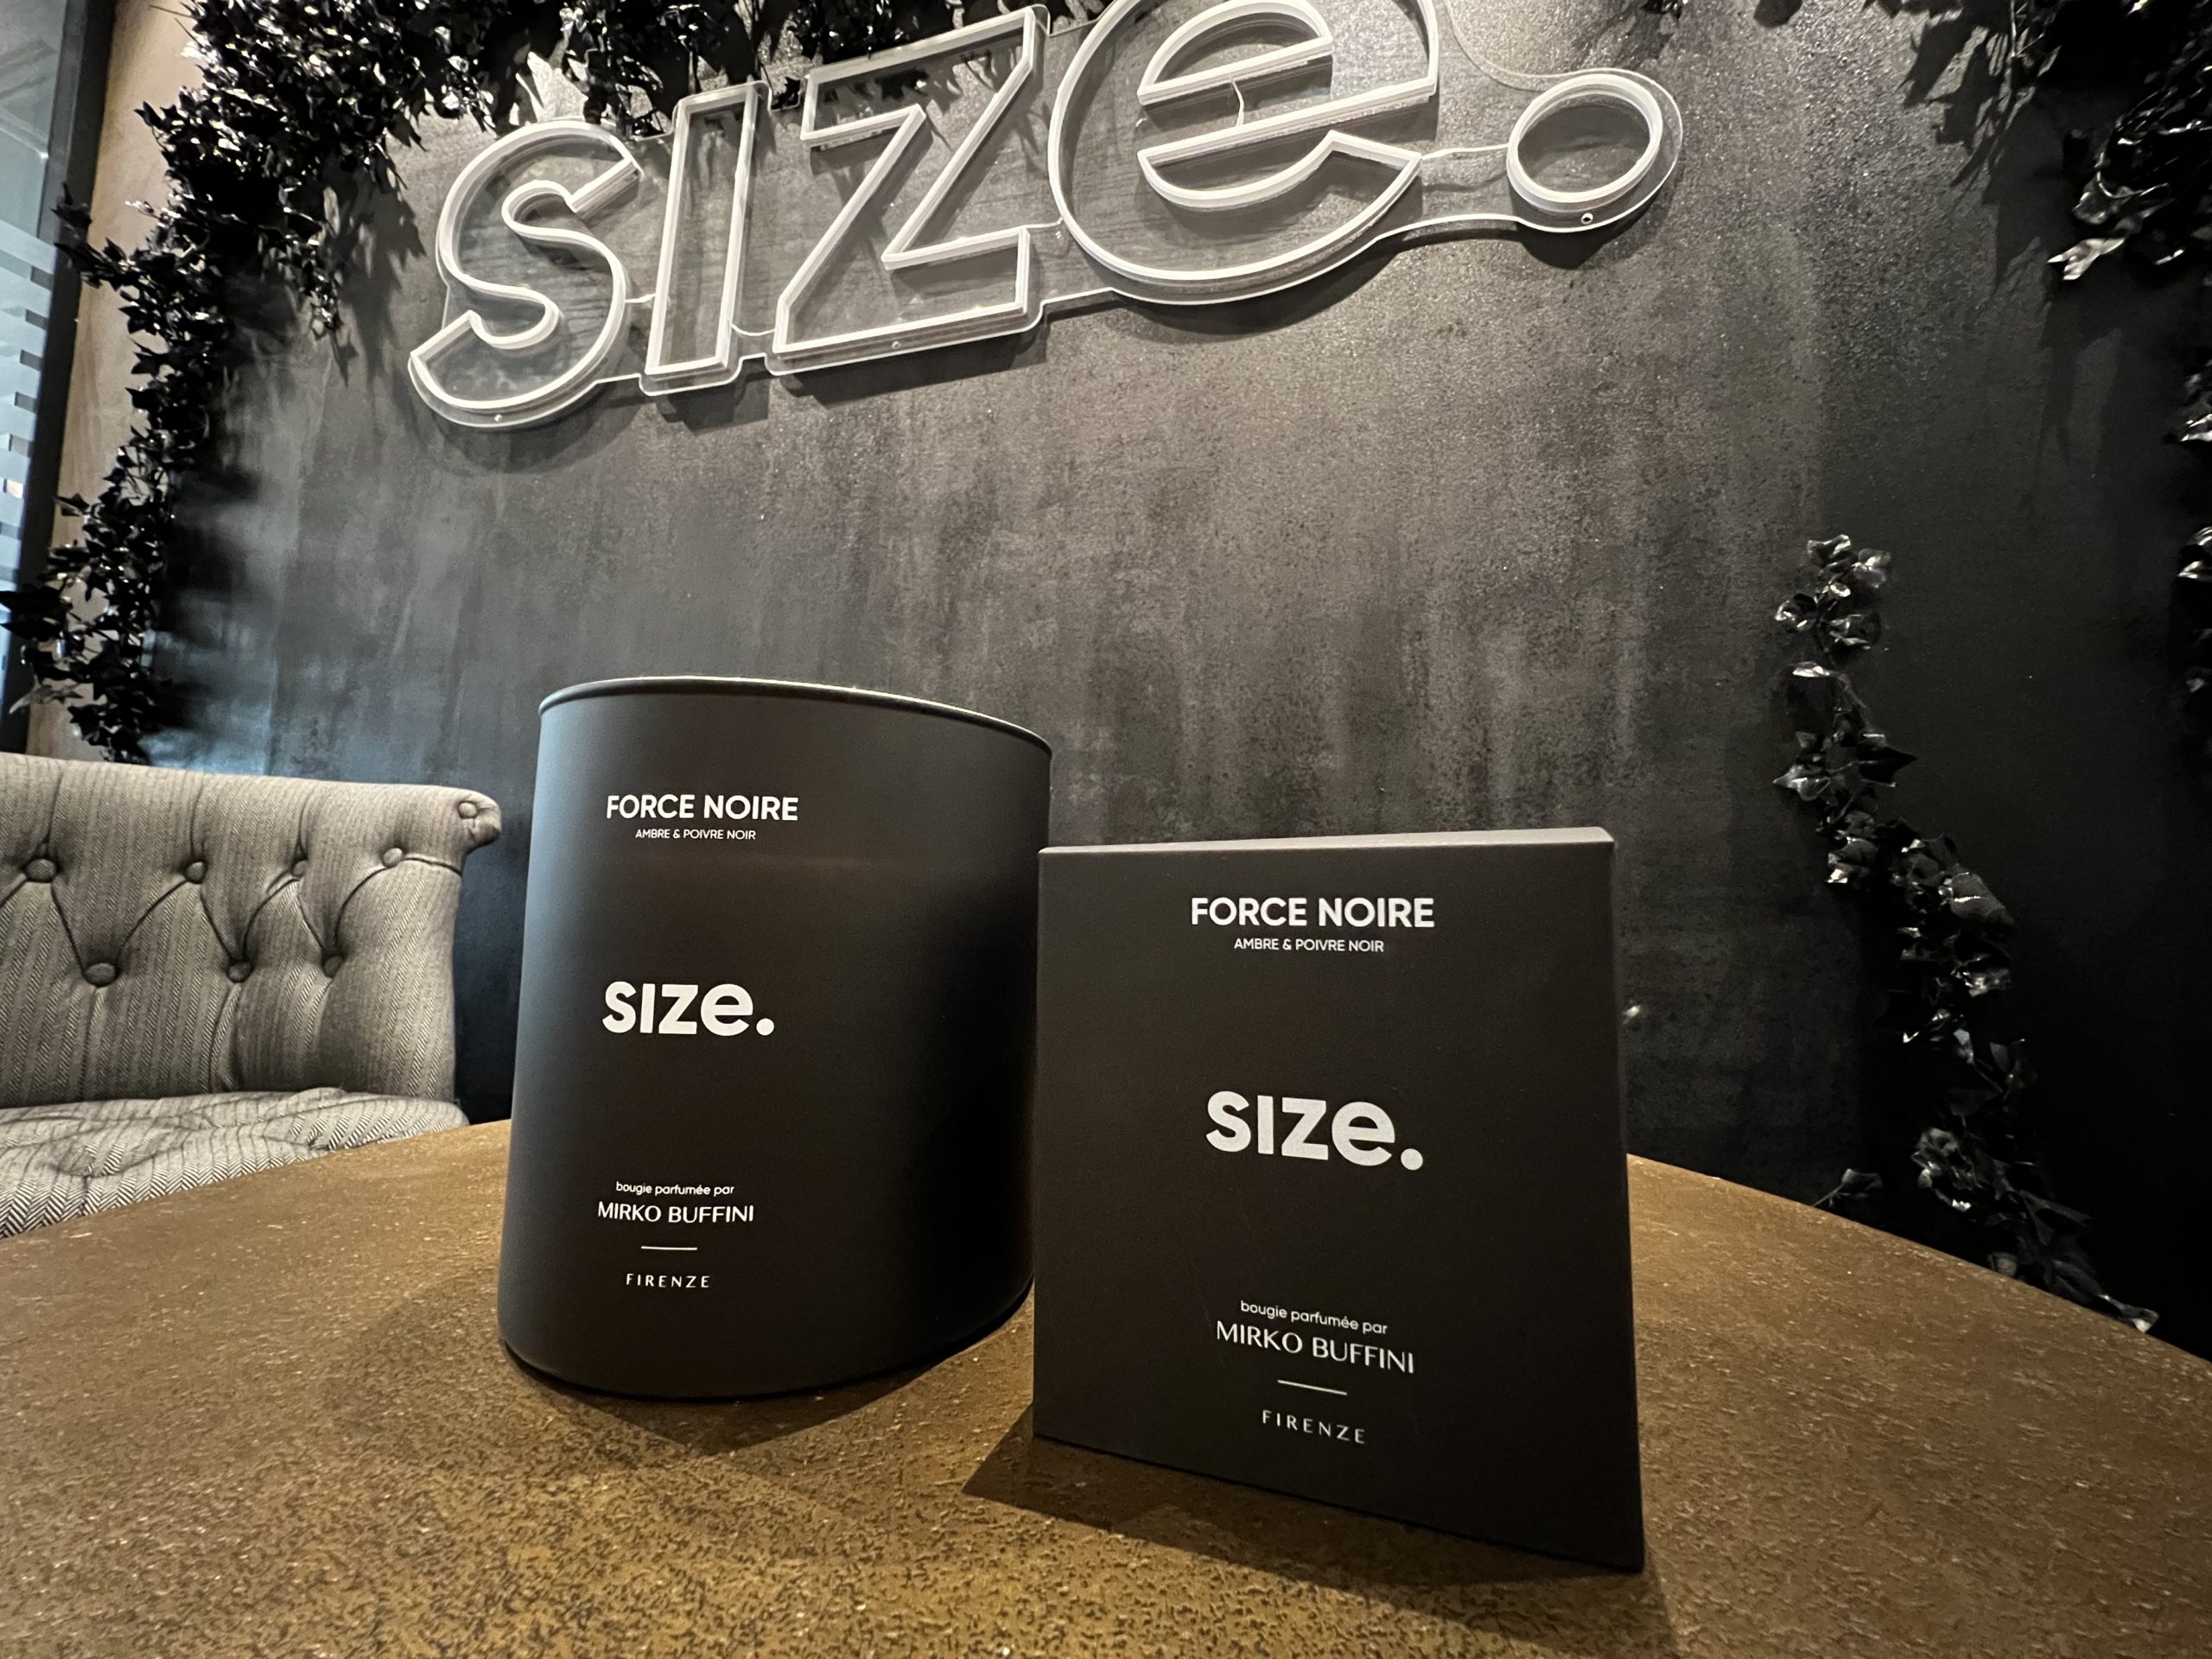 size.
FORCE NOIRE
AMBRE & POIVRE NOIR
size.
bougie parfumée par
MIRKO BUFFINI
FIRENZE
FORCE NOIRE
AMBRE & POIVRE NOIR
size.
bougie parfumée par
MIRKO BUFFINI
FIRENZE